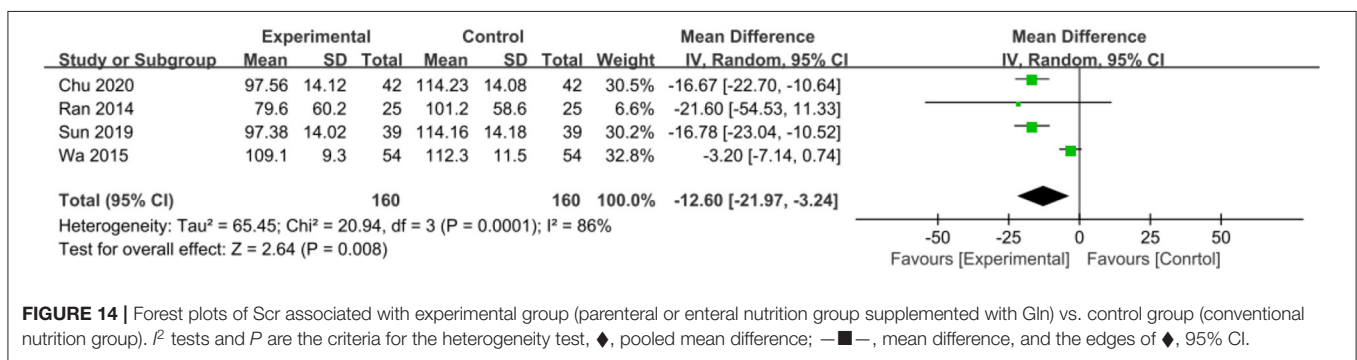 Experimental Control Mean Difference Mean Difference
Study or Subgroup Mean SD Total Mean SD Total Weight IV, Random, 95% CI IV, Random, 95% CI
Chu 2020 97.56 14.12 42 114.23 14.08 42 30.5% -16.67 [-22.70, -10.64]
Ran 2014 79.6 60.2 25 101.2 58.6 25 6.6% -21.60 [-54.53, 11.33]
Sun 2019 97.38 14.02 39 114.16 14.18 39 30.2% -16.78 [-23.04, -10.52]
Wa 2015 109.1 9.3 54 112.3 11.5 54 32.8% -3.20 [-7.14, 0.74]
Total (95% CI) 160 160 100.0% -12.60 [-21.97, -3.24]
Heterogeneity: Tau² = 65.45; Chi² = 20.94, df = 3 (P = 0.0001); I² = 86%
Test for overall effect: Z = 2.64 (P = 0.008)
-50 -25 0 25 50
Favours [Experimental] Favours [Conrtol]
FIGURE 14 | Forest plots of Scr associated with experimental group (parenteral or enteral nutrition group supplemented with Gln) vs. control group (conventional
nutrition group). I² tests and P are the criteria for the heterogeneity test, ♦, pooled mean difference; —■—, mean difference, and the edges of ♦, 95% CI.